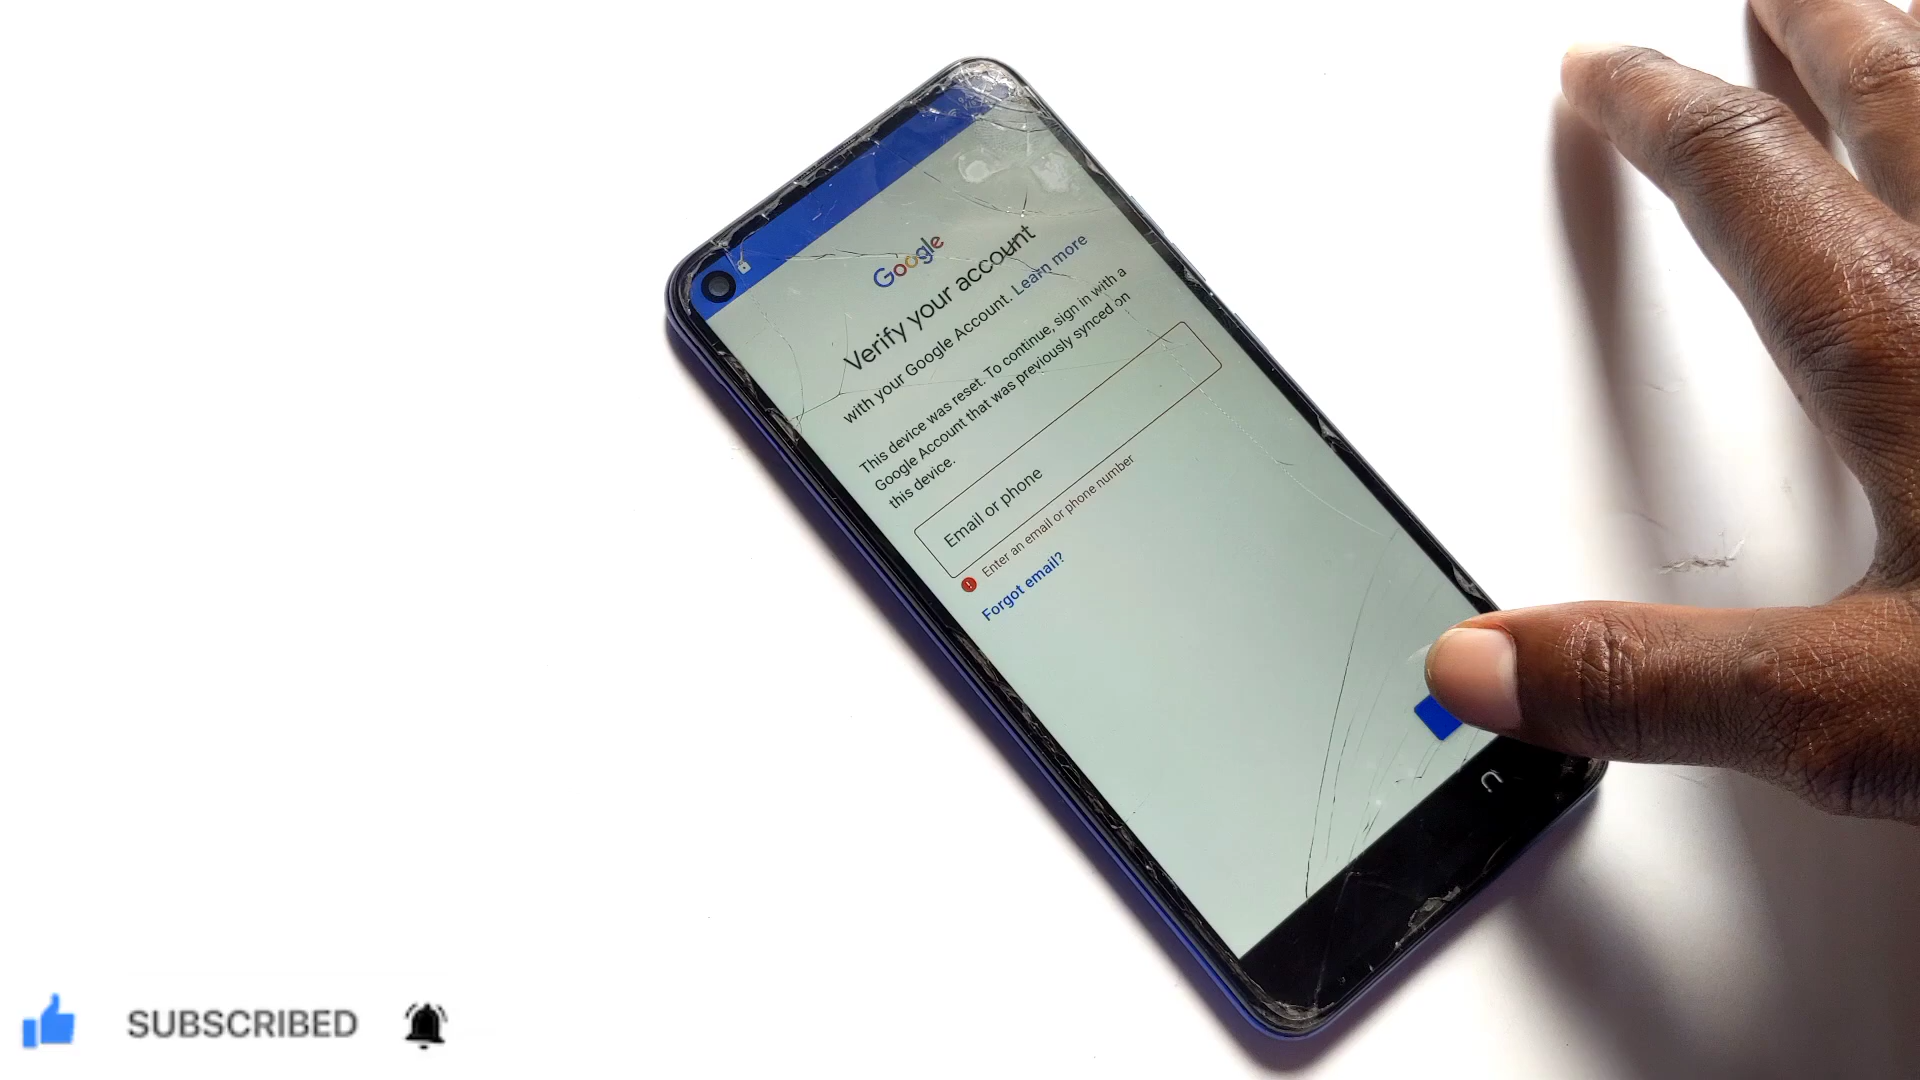 Google
Verify your account
with your Google Account. Learn more
This device was reset. To continue, sign in with a
Google Account that was previously synced on
this device.
Email or phone
Enter an email or phone number
Forgot email?
SUBSCRIBED